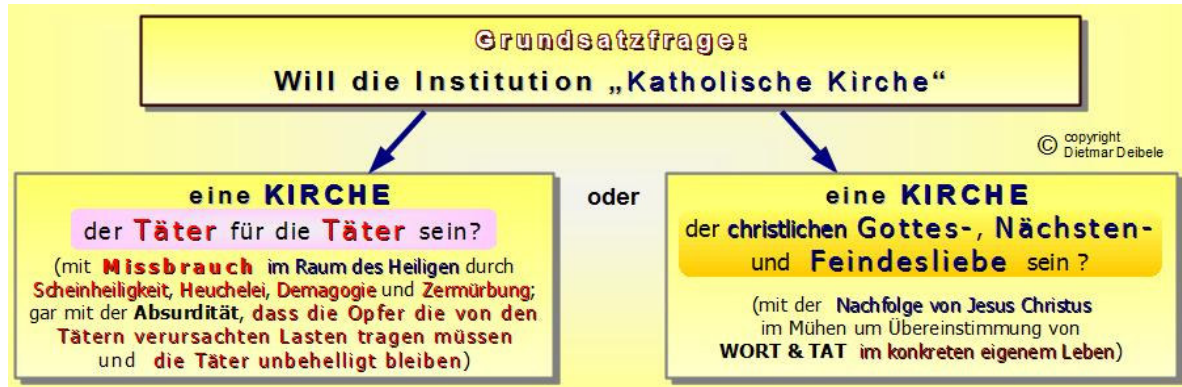 Grundsatzfrage:
Will die Institution „Katholische Kirche“
© copyright
Dietmar Deibele
eine KIRCHE
der Täter für die Täter sein?
(mit Missbrauch im Raum des Heiligen durch
Scheinheiligkeit, Heuchelei, Demagogie und Zermürbung;
gar mit der Absurdität, dass die Opfer die von den
Tätern verursachten Lasten tragen müssen
und die Täter unbehelligt bleiben)
oder
eine KIRCHE
der christlichen Gottes-, Nächsten-
und Feindesliebe sein ?
(mit der Nachfolge von Jesus Christus
im Mühen um Übereinstimmung von
WORT & TAT im konkreten eigenem Leben)